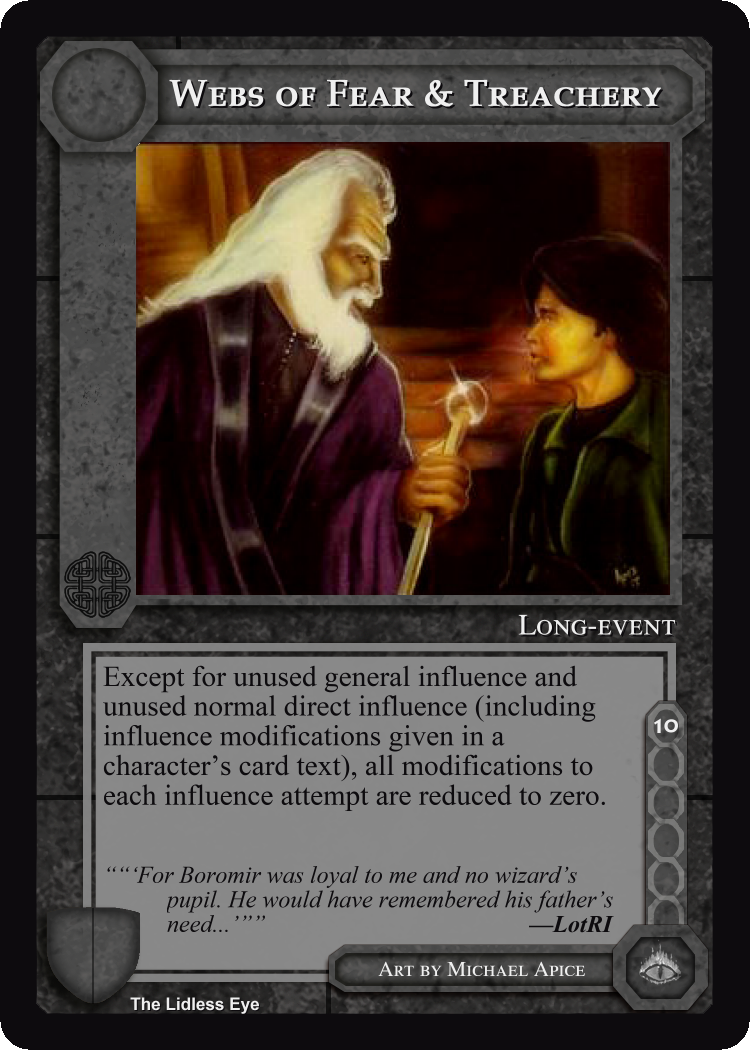 Webs of Fear & Treachery
Long-event
Except for unused general influence and
unused normal direct influence (including
influence modifications given in a
character’s card text), all modifications to
each influence attempt are reduced to zero.
10
““‘For Boromir was loyal to me and no wizard’s
pupil. He would have remembered his father’s
need...’”” —LotRI
Art by Michael Apice
The Lidless Eye